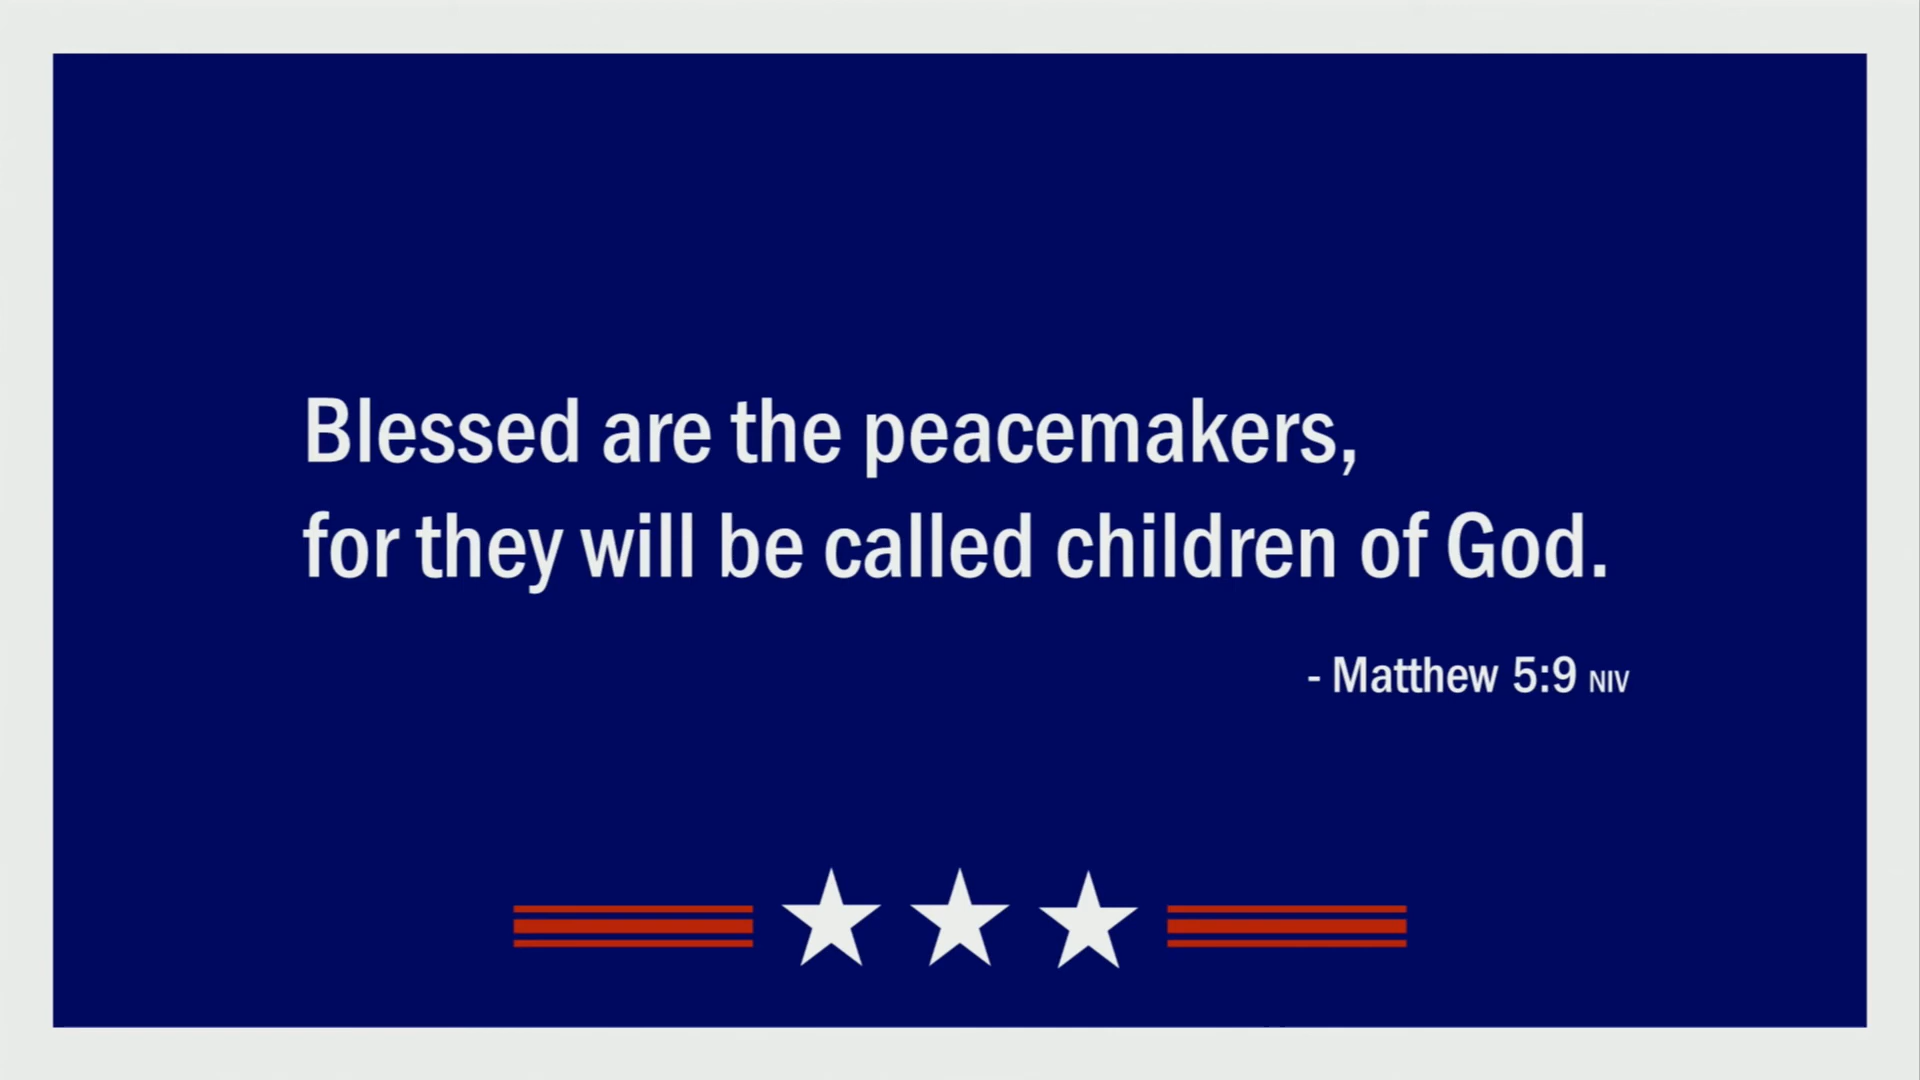 Blessed are the peacemakers,
for they will be called children of God.
- Matthew 5:9 NIV